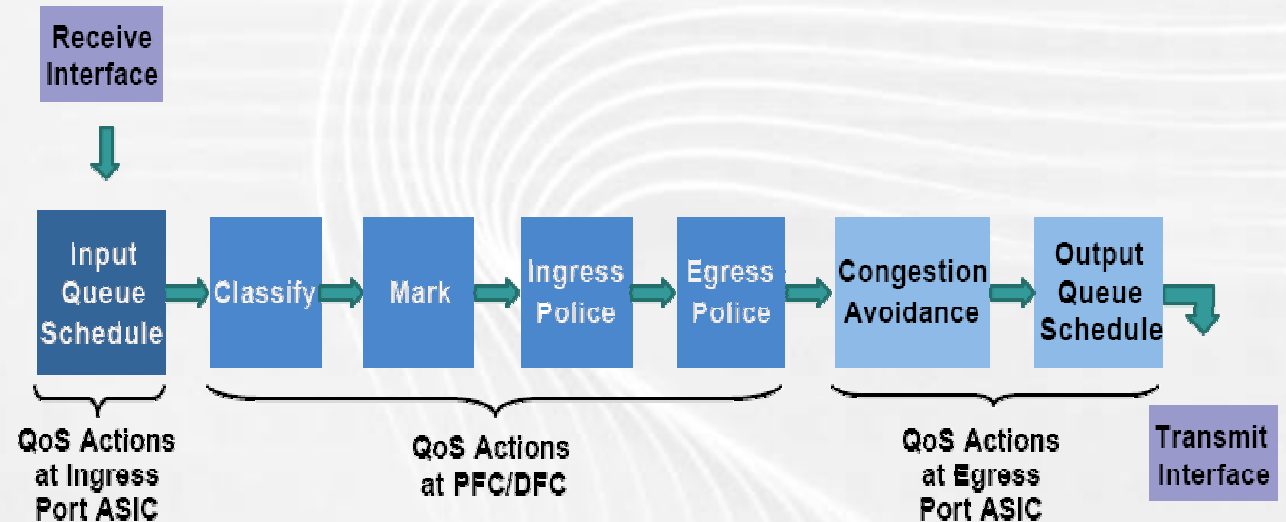 Receive
Interface
Input
Queue
Schedule
Classify
Mark
Ingress
Police
Egress
Police
Congestion
Avoidance
Output
Queue
Schedule
QoS Actions
at Ingress
Port ASIC
QoS Actions
at PFC/DFC
QoS Actions
at Egress
Port ASIC
Transmit
Interface